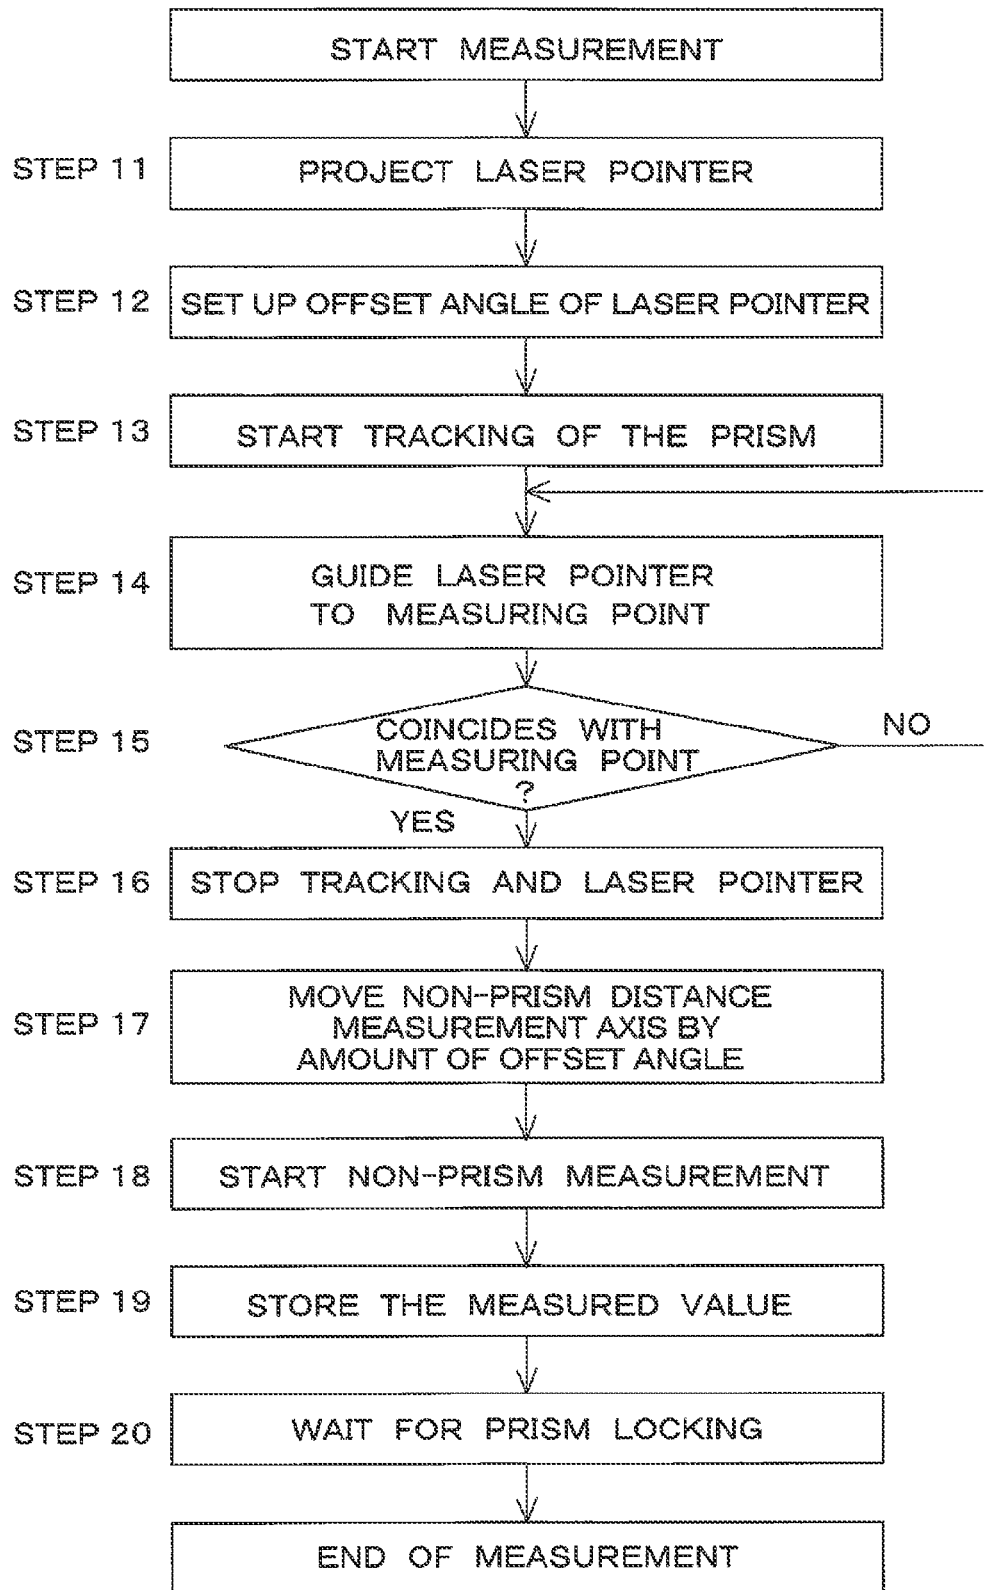 START MEASUREMENT
STEP 11
PROJECT LASER POINTER
STEP 12
SET UP OFFSET ANGLE OF LASER POINTER
STEP 13
START TRACKING OF THE PRISM
STEP 14
GUIDE LASER POINTER
TO MEASURING POINT
STEP 15
COINCIDES WITH
MEASURING POINT
?
NO
YES
STEP 16
STOP TRACKING AND LASER POINTER
STEP 17
MOVE NON-PRISM DISTANCE
MEASUREMENT AXIS BY
AMOUNT OF OFFSET ANGLE
STEP 18
START NON-PRISM MEASUREMENT
STEP 19
STORE THE MEASURED VALUE
STEP 20
WAIT FOR PRISM LOCKING
END OF MEASUREMENT